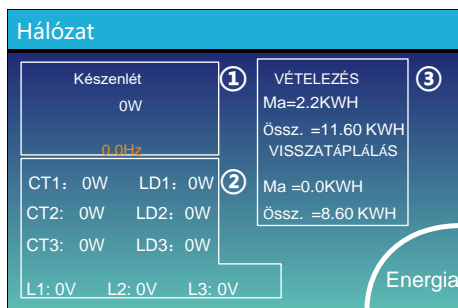 Hálózat
Készenlét
0W
0.0Hz
①
CT1: 0W LD1: 0W
CT2: 0W LD2: 0W
CT3: 0W LD3: 0W
②
L1: 0V L2: 0V L3: 0V
VÉTELEZÉS
Ma=2.2KWH
Össz. =11.60 KWH
VISSZATÁPLÁLÁS
Ma =0.0KWH
Össz. =8.60 KWH
③
Energia